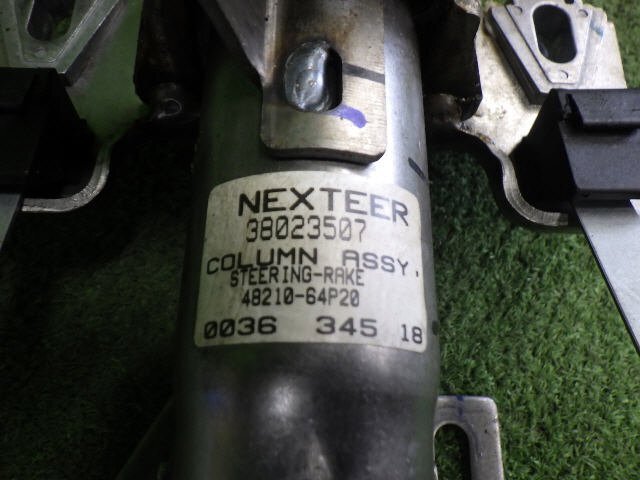 NEXTEER
38023507
COLUMN ASSY.
STEERING-RAKE
48210-64P20
0036 345 18